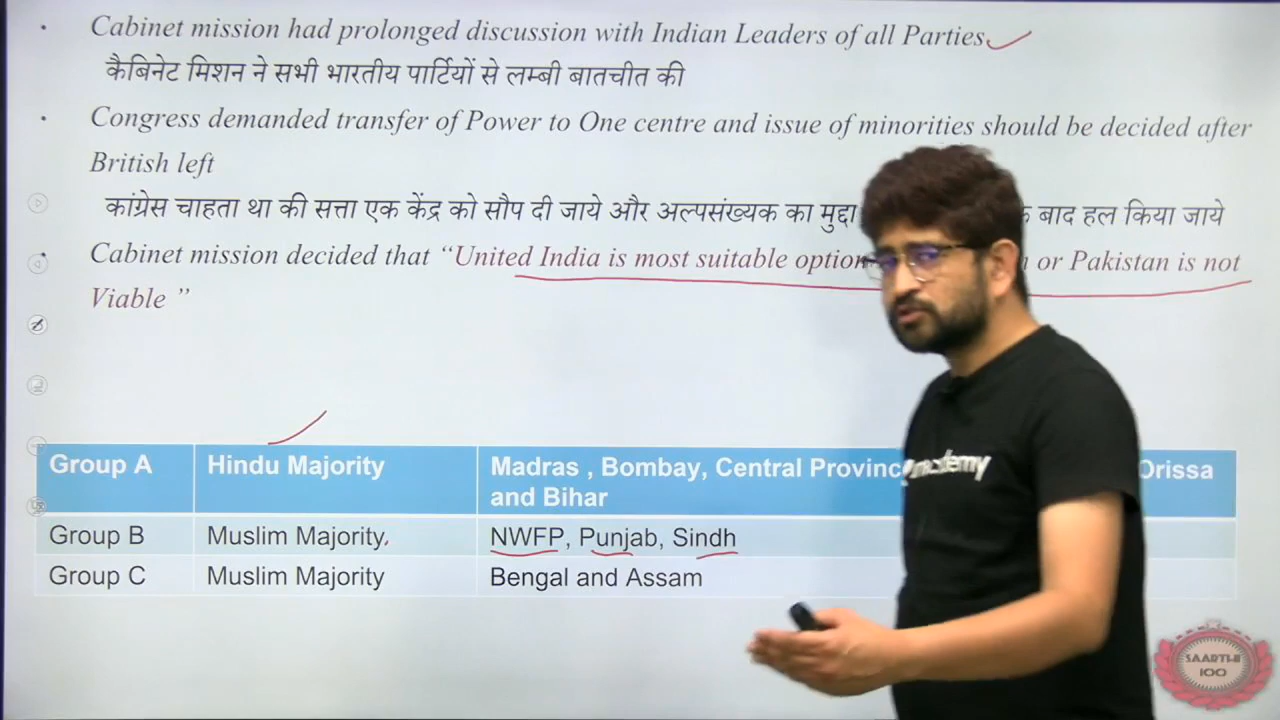 Cabinet mission had prolonged discussion with Indian Leaders of all Parties
कैबिनेट मिशन ने सभी भारतीय पार्टियों से लम्बी बातचीत की
Congress demanded transfer of Power to One centre and issue of minorities should be decided after
British left
कांग्रेस चाहता था की सत्ता एक केंद्र को सौप दी जाये और अल्पसंख्यक का मुद्दा बाद हल किया जाये
Cabinet mission decided that “United India is most suitable option or Pakistan is not
Viable ”
Group A Hindu Majority Madras , Bombay, Central Orissa
and Bihar
Group B Muslim Majority NWFP, Punjab, Sindh
Group C Muslim Majority Bengal and Assam
SAARTHI
100